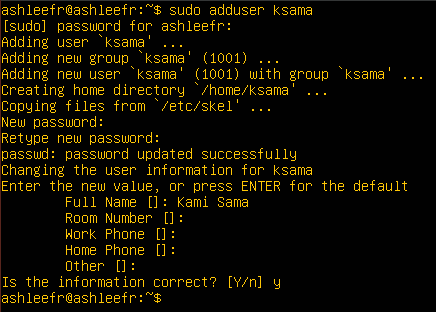 ashleefr@ashleefr:~$ sudo adduser ksama
[sudo] password for ashleefr:
Adding user `ksama' ...
Adding new group `ksama' (1001) ...
Adding new user `ksama' (1001) with group `ksama' ...
Creating home directory `/home/ksama' ...
Copying files from `/etc/skel' ...
New password:
Retype new password:
passwd: password updated successfully
Changing the user information for ksama
Enter the new value, or press ENTER for the default
        Full Name []: Kami Sama
        Room Number []:
        Work Phone []:
        Home Phone []:
        Other []:
Is the information correct? [Y/n] y
ashleefr@ashleefr:~$